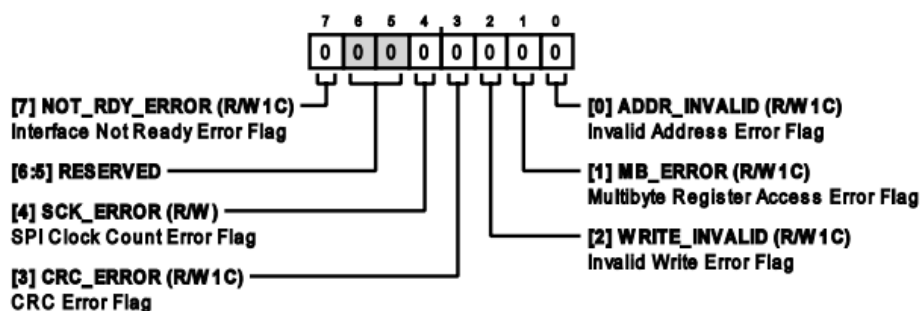 7 6 5 4 3 2 1 0
0 0 0 0 0 0 0 0
[7] NOT_RDY_ERROR (R/W1C)
Interface Not Ready Error Flag
[6:5] RESERVED
[4] SCK_ERROR (R/W)
SPI Clock Count Error Flag
[3] CRC_ERROR (R/W1C)
CRC Error Flag
[0] ADDR_INVALID (R/W1C)
Invalid Address Error Flag
[1] MB_ERROR (R/W1C)
Multibyte Register Access Error Flag
[2] WRITE_INVALID (R/W1C)
Invalid Write Error Flag